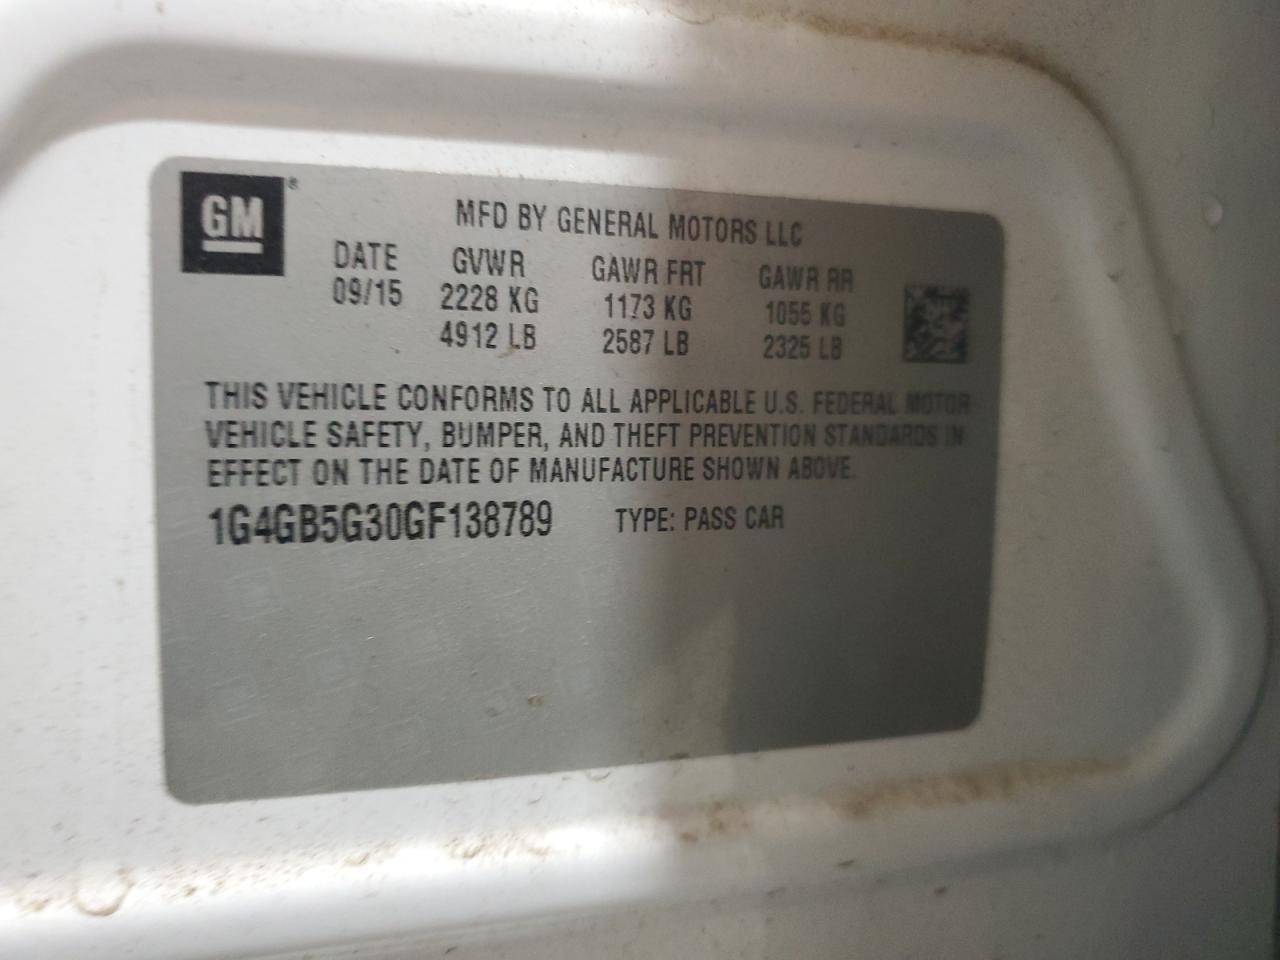 GM®
MFD BY GENERAL MOTORS LLC
DATE GVWR GAWR FRT GAWR RR
09/15 2228 KG 1173 KG 1055 KG
4912 LB 2587 LB 2325 LB
THIS VEHICLE CONFORMS TO ALL APPLICABLE U.S. FEDERAL MOTOR
VEHICLE SAFETY, BUMPER, AND THEFT PREVENTION STANDARDS IN
EFFECT ON THE DATE OF MANUFACTURE SHOWN ABOVE.
1G4GB5G30GF138789 TYPE: PASS CAR